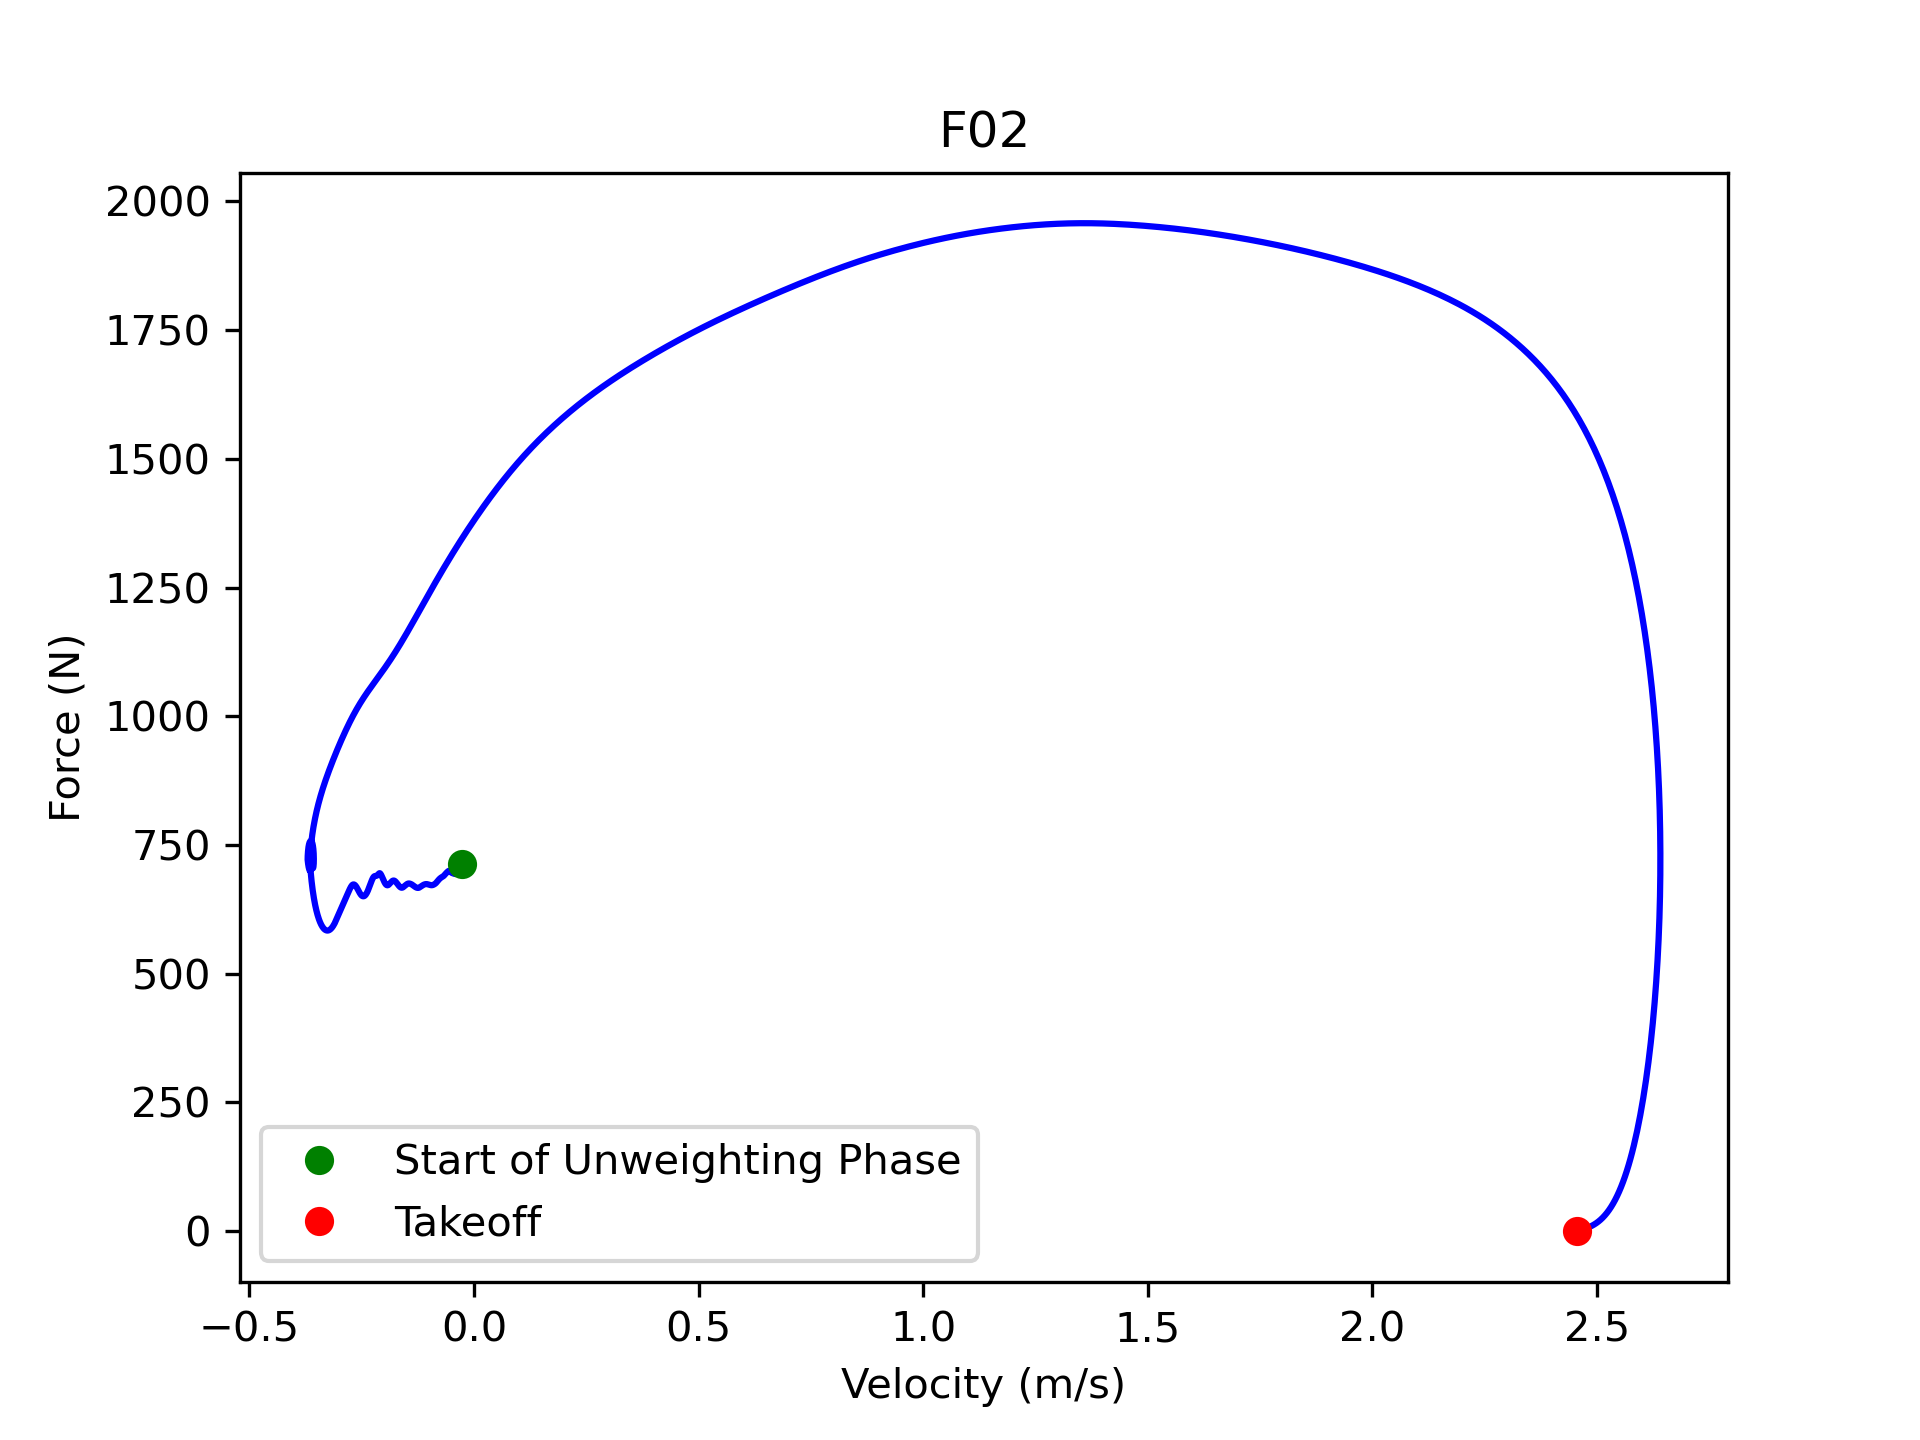 F02
2000
1750
1500
1250
1000
750
500
250
0
Force (N)
Start of Unweighting Phase
Takeoff
−0.5 0.0 0.5 1.0 1.5 2.0 2.5
Velocity (m/s)